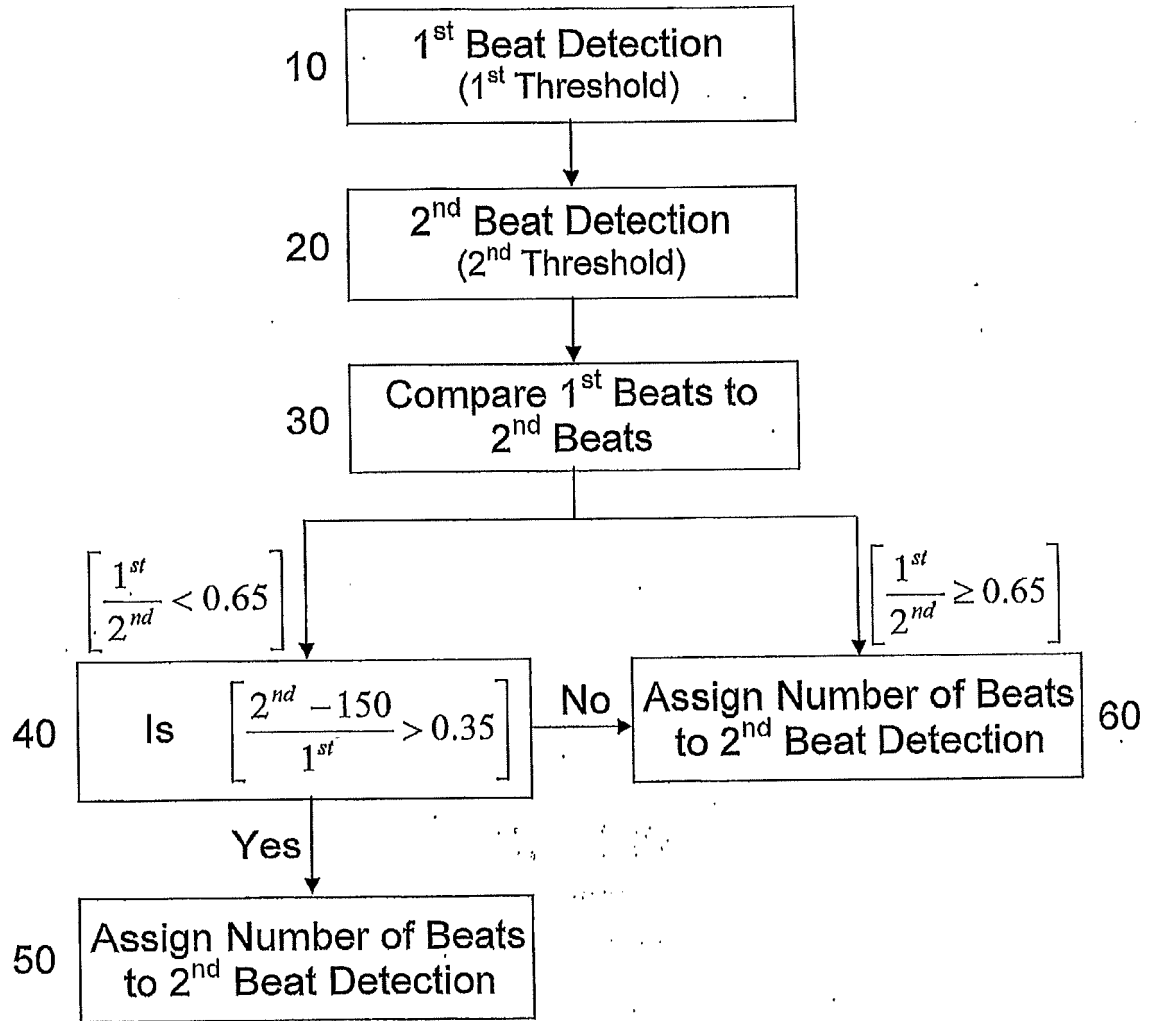 10
1st Beat Detection
(1st Threshold)
20
2nd Beat Detection
(2nd Threshold)
30
Compare 1st Beats to
2nd Beats
[1st / 2nd < 0.65]
[1st / 2nd ≥ 0.65]
40
Is [2nd - 150 / 1st > 0.35]
No
Assign Number of Beats
to 2nd Beat Detection
60
Yes
50
Assign Number of Beats
to 2nd Beat Detection